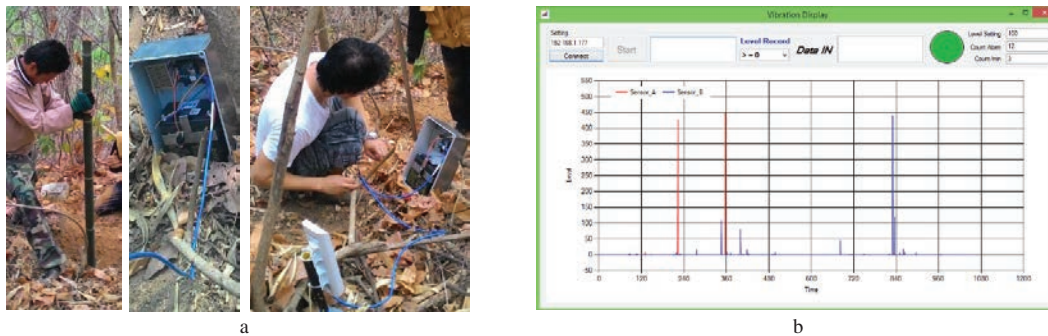 Vibration Display
Setting
192.168.1.177
Connect
Start
Level Record
> = 0
Data IN
Level Setting 100
Count Alarm 12
Count Inn 3
Sensor_A Sensor_B
550
500
450
400
350
300
250
200
150
100
50
0
-50
Level
0 120 240 360 480 600 720 840 960 1080 1200
Time
a
b